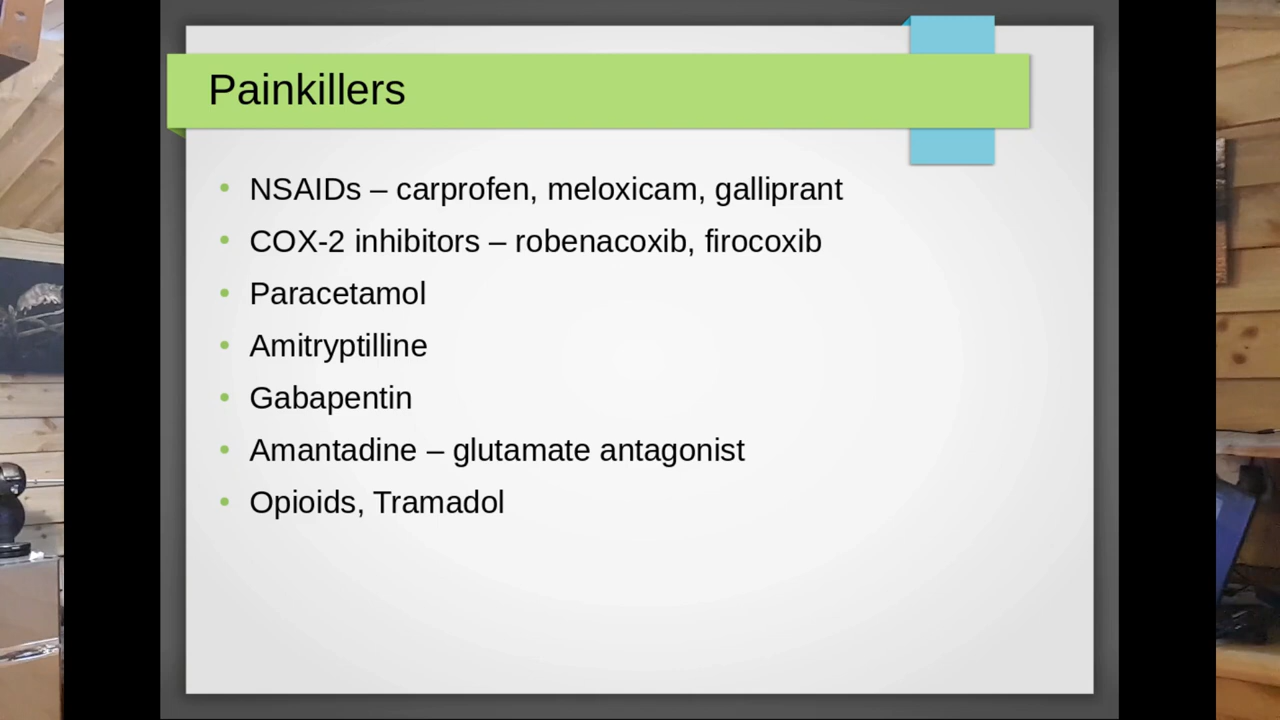 Painkillers
NSAIDs – carprofen, meloxicam, galliprant
COX-2 inhibitors – robenacoxib, firocoxib
Paracetamol
Amitryptilline
Gabapentin
Amantadine – glutamate antagonist
Opioids, Tramadol